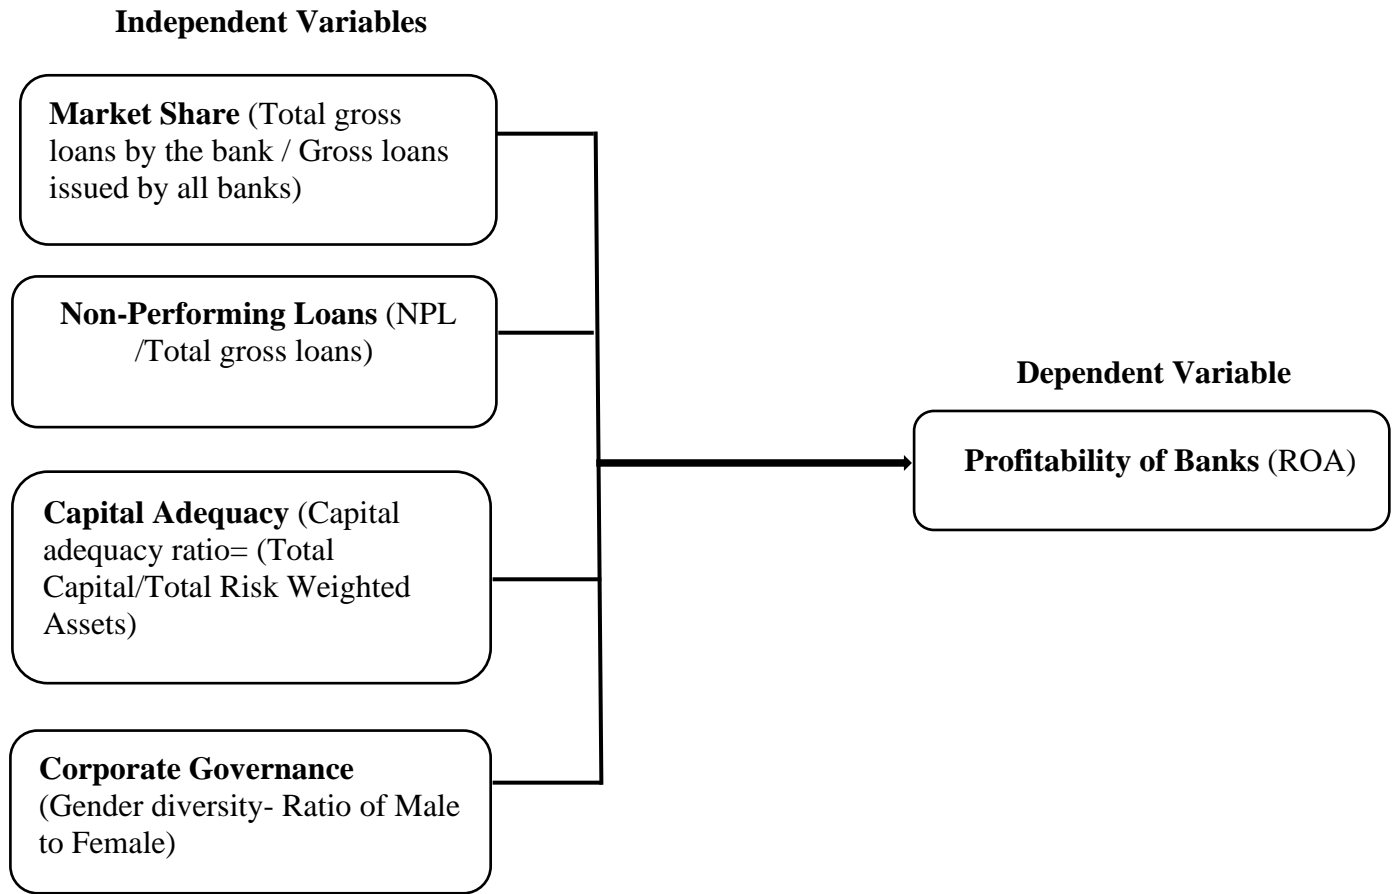 Independent Variables
Market Share (Total gross
loans by the bank / Gross loans
issued by all banks)
Non-Performing Loans (NPL
/Total gross loans)
Capital Adequacy (Capital
adequacy ratio= (Total
Capital/Total Risk Weighted
Assets)
Corporate Governance
(Gender diversity- Ratio of Male
to Female)
Dependent Variable
Profitability of Banks (ROA)